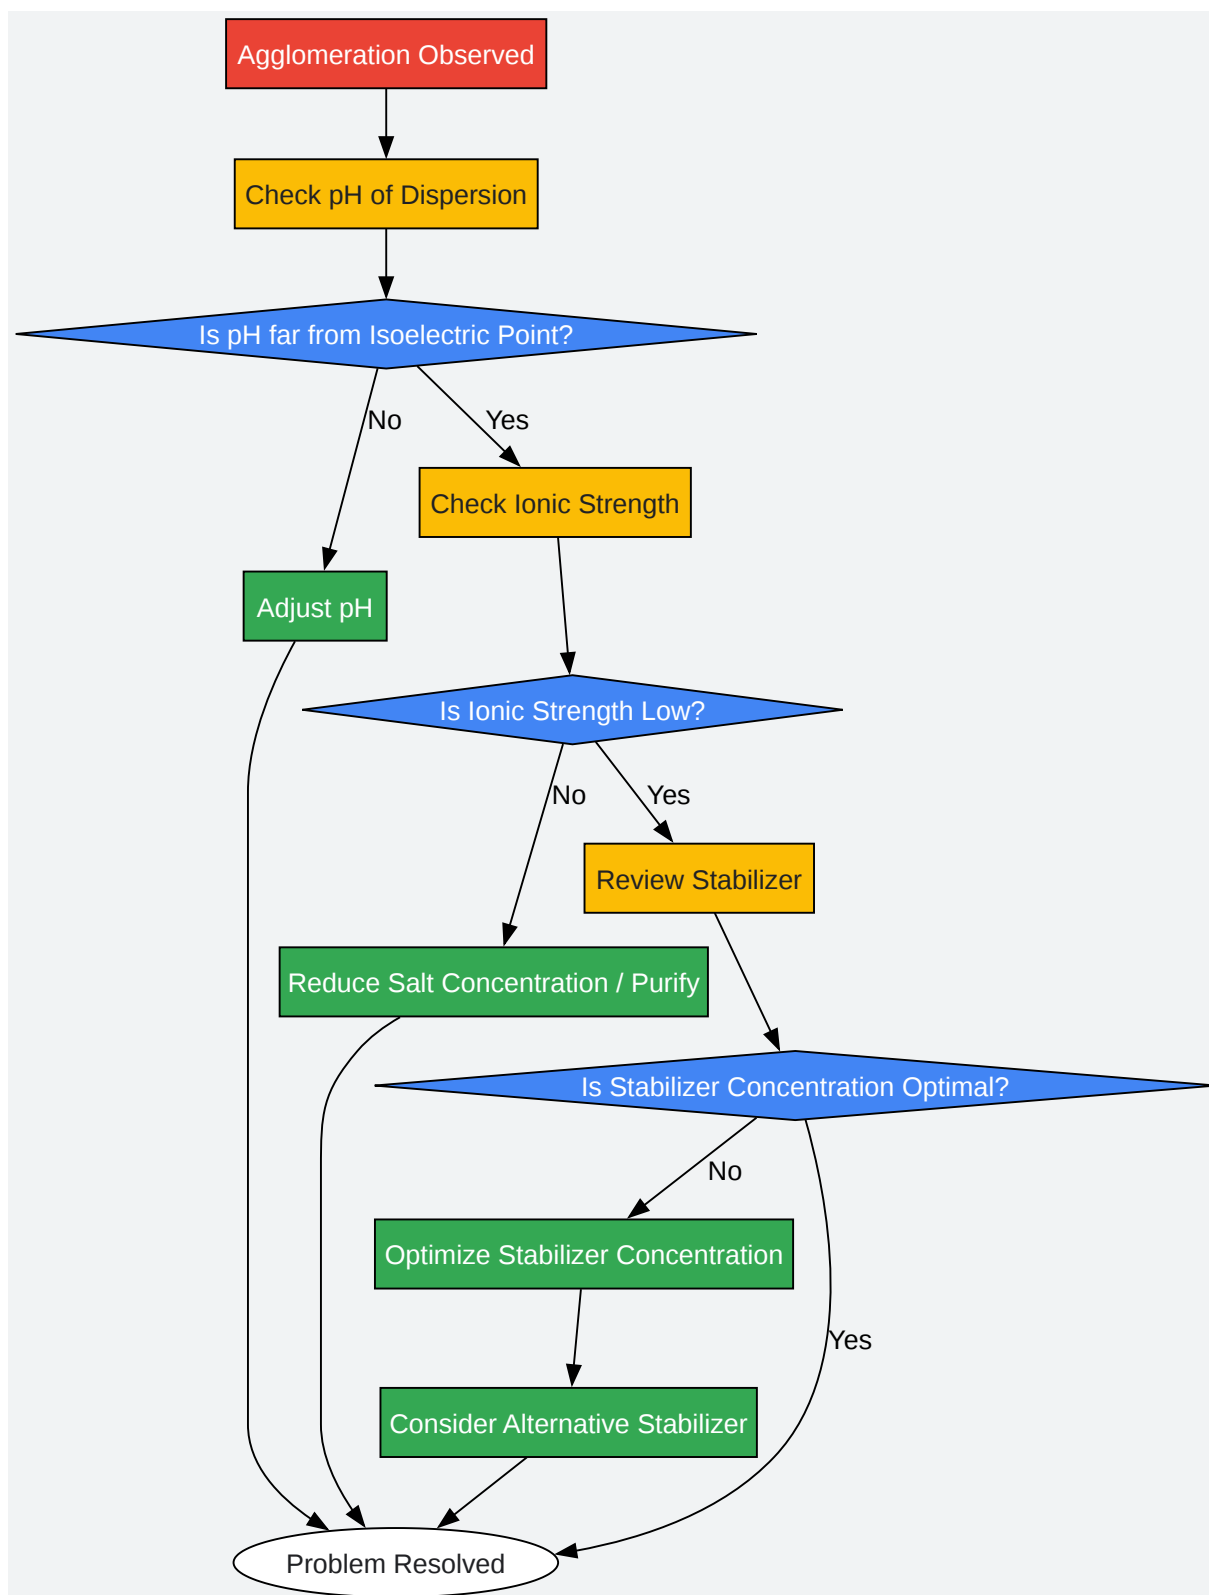 Agglomeration Observed
Check pH of Dispersion
Is pH far from Isoelectric Point?
No
Yes
Check Ionic Strength
Adjust pH
Is Ionic Strength Low?
No
Yes
Review Stabilizer
Reduce Salt Concentration / Purify
Is Stabilizer Concentration Optimal?
No
Optimize Stabilizer Concentration
Yes
Consider Alternative Stabilizer
Problem Resolved